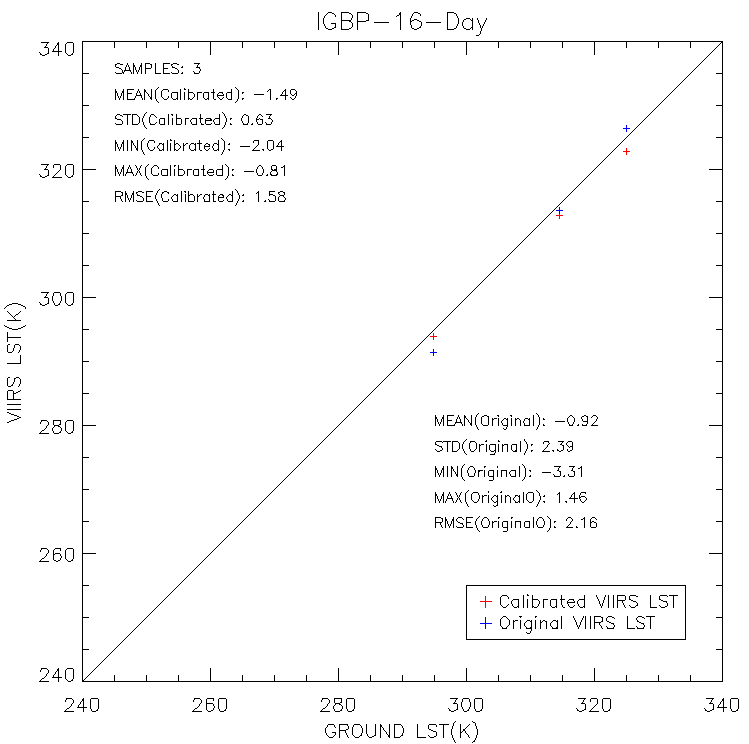 IGBP-16-Day
340
SAMPLES: 3
MEAN(Calibrated): -1.49
STD(Calibrated): 0.63
MIN(Calibrated): -2.04
MAX(Calibrated): -0.81
RMSE(Calibrated): 1.58
320
300
VIIRS LST(K)
280
MEAN(Original): -0.92
STD(Original): 2.39
MIN(Original): -3.31
MAX(OriginalO): 1.46
RMSE(OriginalO): 2.16
260
+ Calibrated VIIRS LST
+ Original VIIRS LST
240
240 260 280 300 320 340
GROUND LST(K)